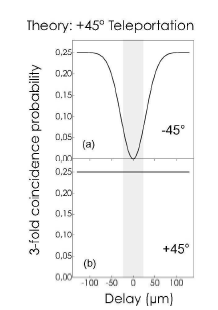 Theory: +45° Teleportation
3-fold coincidence probability
0,25
0,20
0,15
0,10
0,05
0,00
(a)
-45°
0,25
0,20
0,15
0,10
0,05
0,00
(b)
+45°
-100 -50 0 50 100
Delay (µm)